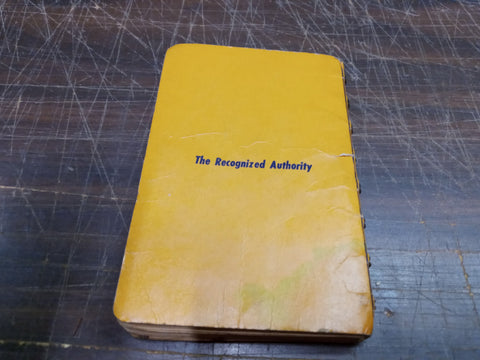 The Recognized Authority